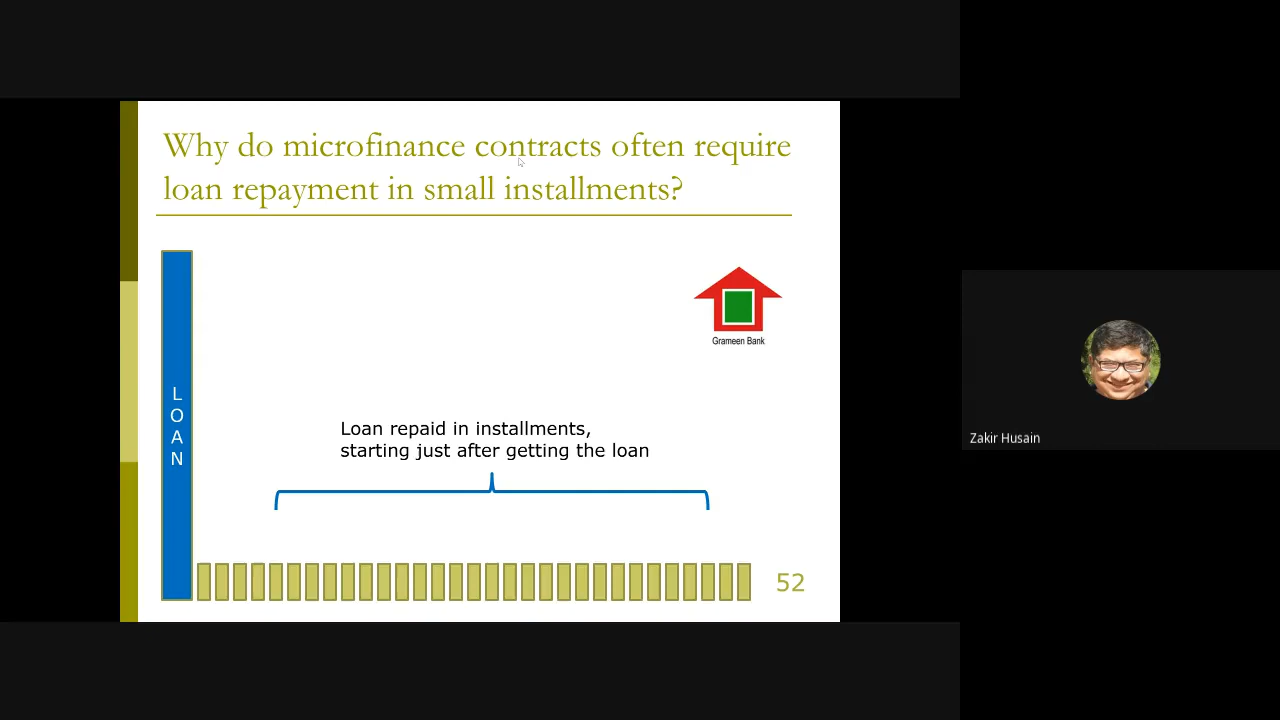 Why do microfinance contracts often require
loan repayment in small installments?
Grameen Bank
L
O
A
N
Loan repaid in installments,
starting just after getting the loan
52
Zakir Husain